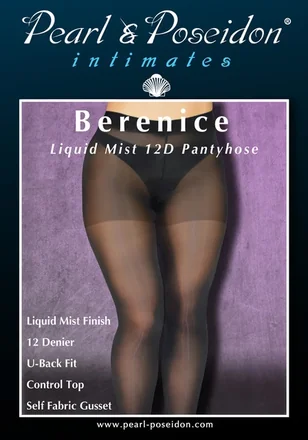 Pearl & Poseidon®
intimates
Berenice
Liquid Mist 12D Pantyhose
Liquid Mist Finish
12 Denier
U-Back Fit
Control Top
Self Fabric Gusset
www.pearl-poseidon.com